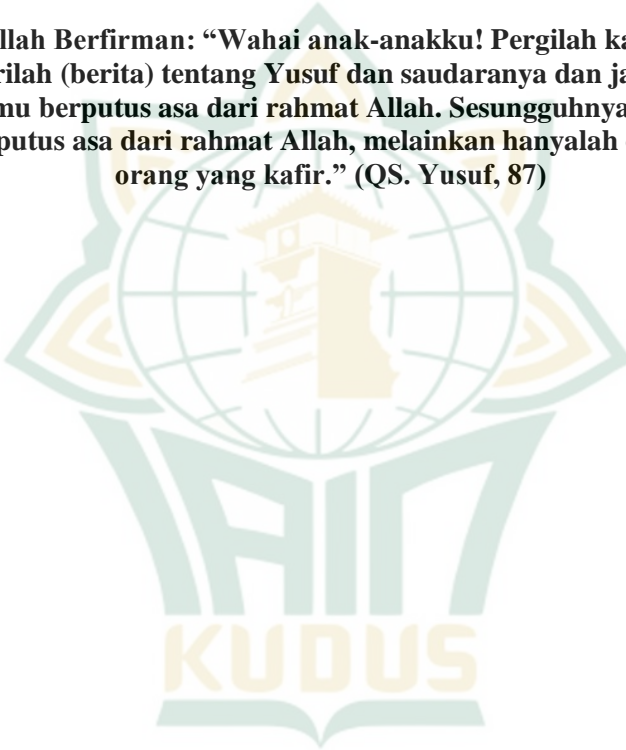 llah Berfirman: “Wahai anak-anakku! Pergilah ka
rilah (berita) tentang Yusuf dan saudaranya dan ja
mu berputus asa dari rahmat Allah. Sesungguhnya
putus asa dari rahmat Allah, melainkan hanyalah
orang yang kafir.” (QS. Yusuf, 87)
IAIN
KUDUS